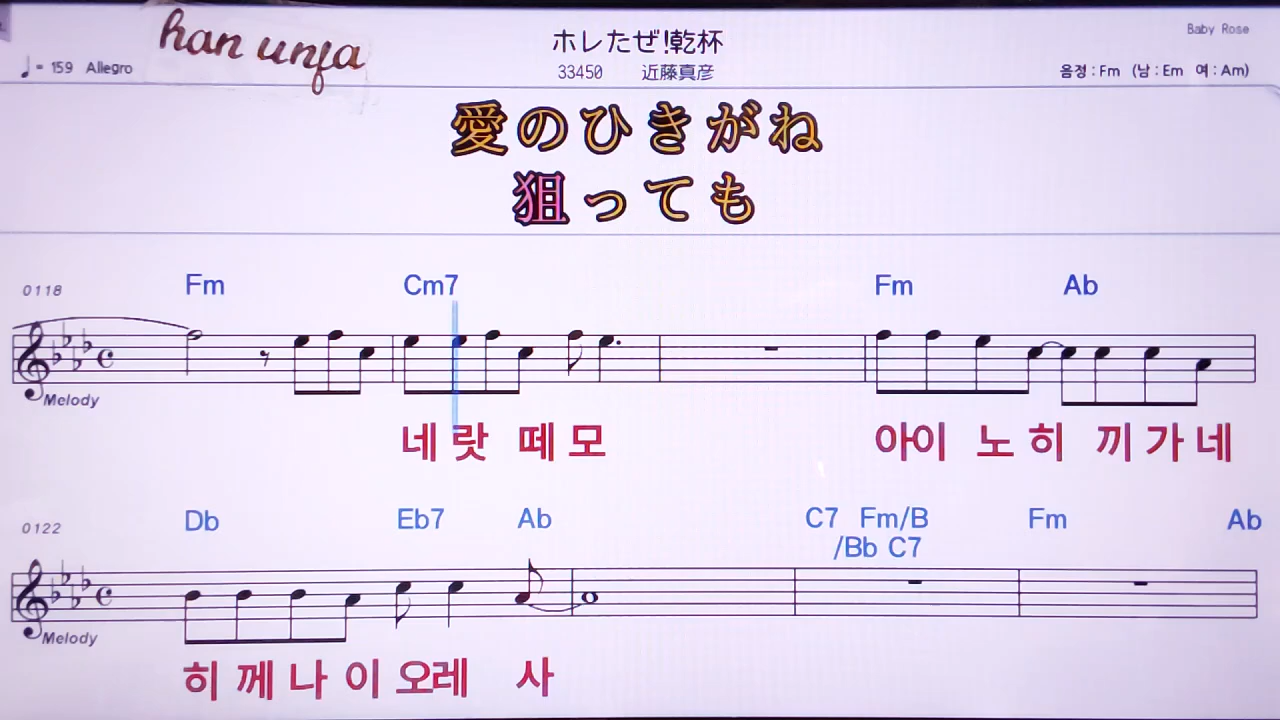 han unja
Baby Rose
ホレたぜ!乾杯
♩= 159 Allegro
33450 近藤真彦
음정 : Fm (남 : Em 여 : Am)
愛のひきがね
狙っても
0118
Fm Cm7 Fm Ab
Melody
네 랏 떼 모 아이 노 히 끼 가 네
0122
Db Eb7 Ab C7 Fm/B Fm Ab
/Bb C7
Melody
히 께 나 이 오레 사